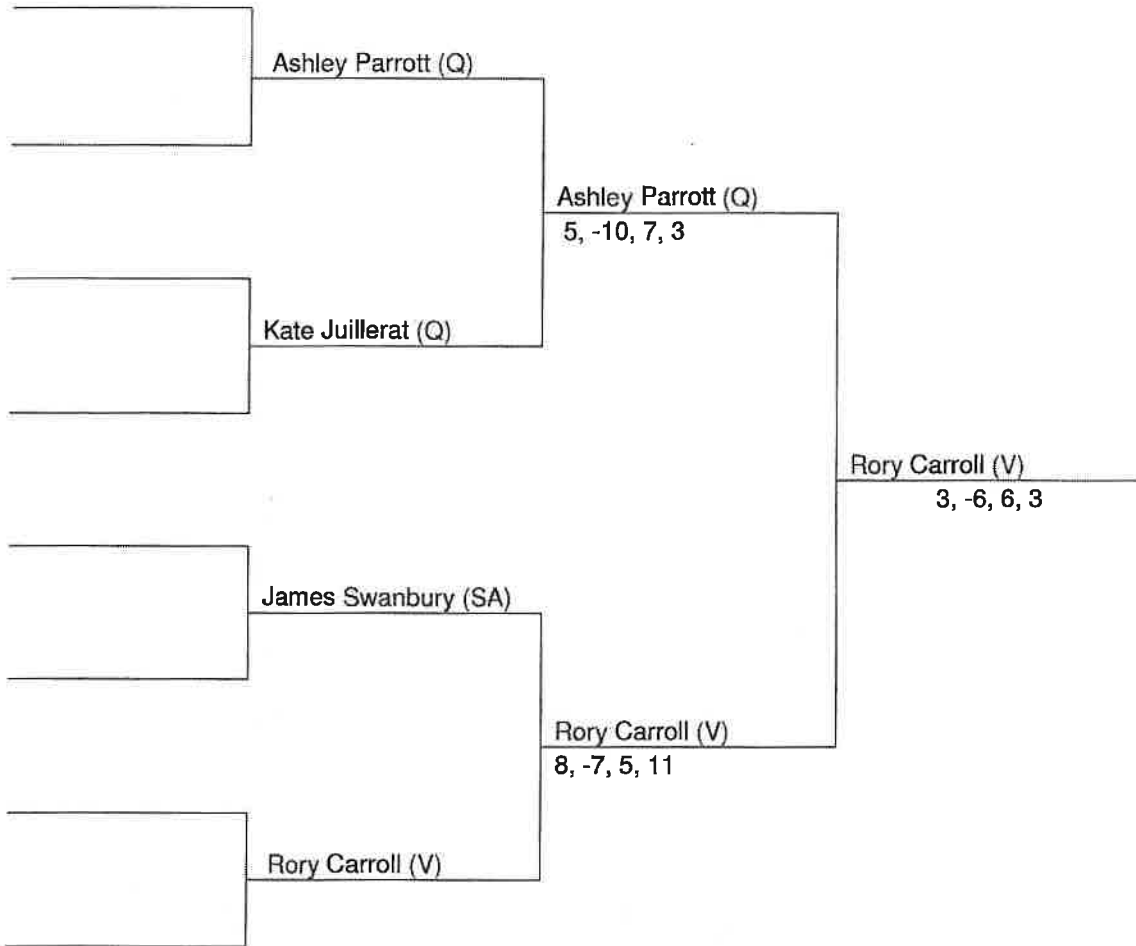 Ashley Parrott (Q)
Ashley Parrott (Q)
5, -10, 7, 3
Kate Juillerat (Q)
Rory Carroll (V)
3, -6, 6, 3
James Swanbury (SA)
Rory Carroll (V)
8, -7, 5, 11
Rory Carroll (V)